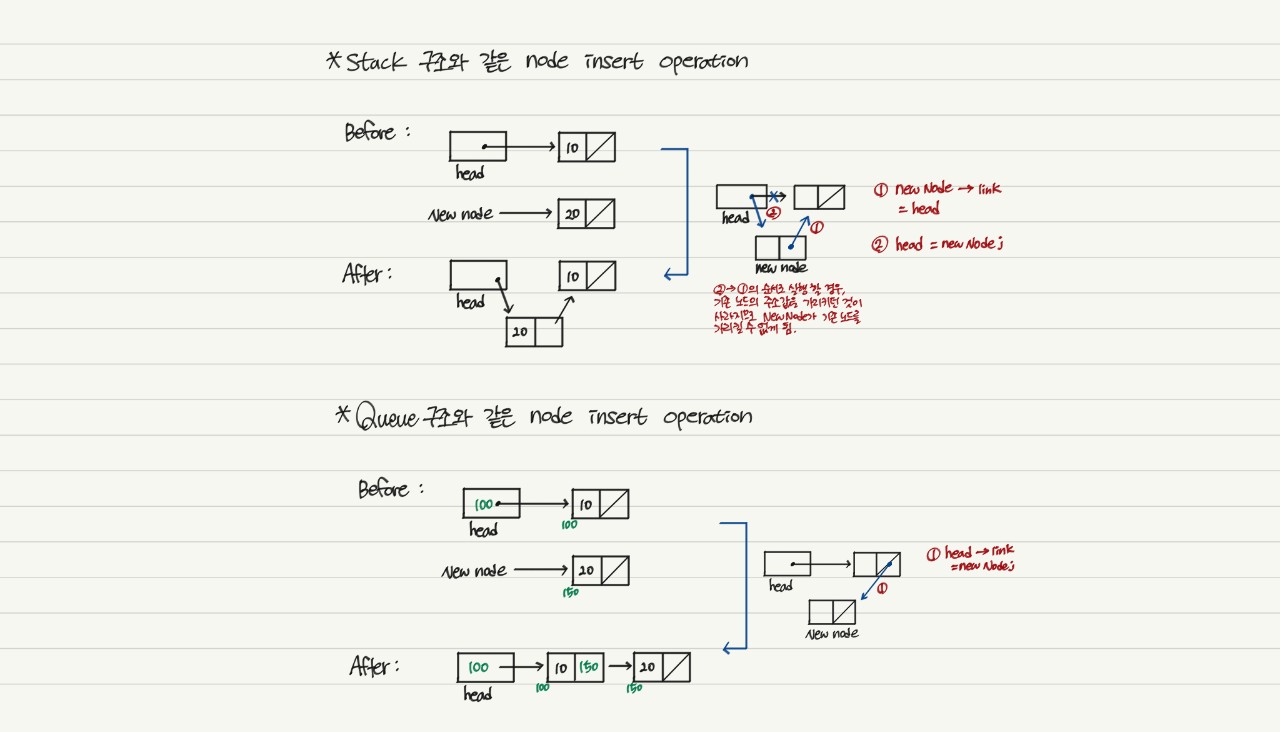 *Stack 구조와 같은 node insert operation
Before :
10
head
New node
20
After :
10
head
20
head
②
①
new node
① new Node → link
= head
② head = new Node;
②→①의 순서로 실행 할 경우,
기존 노드의 주소값을 가리키던 것이
사라지므로 New Node가 기존 노드를
가리킬 수 없게 됨.
*Queue 구조와 같은 node insert operation
Before :
100
10
head
100
New node
20
150
head
①
New node
① head → link
= new Node;
After :
100
10
150
20
head
100
150